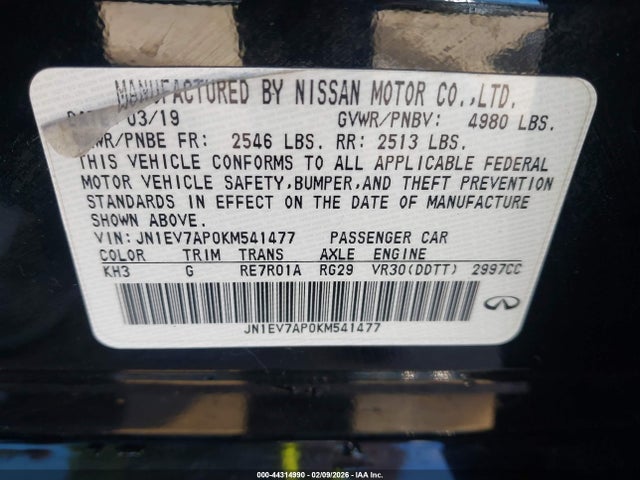 MANUFACTURED BY NISSAN MOTOR CO.,LTD.
03/19 GVWR/PNBV: 4980 LBS.
GAWR/PNBE FR: 2546 LBS. RR: 2513 LBS.
THIS VEHICLE CONFORMS TO ALL APPLICABLE FEDERAL
MOTOR VEHICLE SAFETY,BUMPER,AND THEFT PREVENTION
STANDARDS IN EFFECT ON THE DATE OF MANUFACTURE
SHOWN ABOVE.
VIN: JN1EV7AP0KM541477 PASSENGER CAR
COLOR TRIM TRANS AXLE ENGINE
KH3 G RE7R01A RG29 VR30(DDTT) 2997CC
JN1EV7AP0KM541477
000-44314990 - 02/09/2026 - IAA Inc.